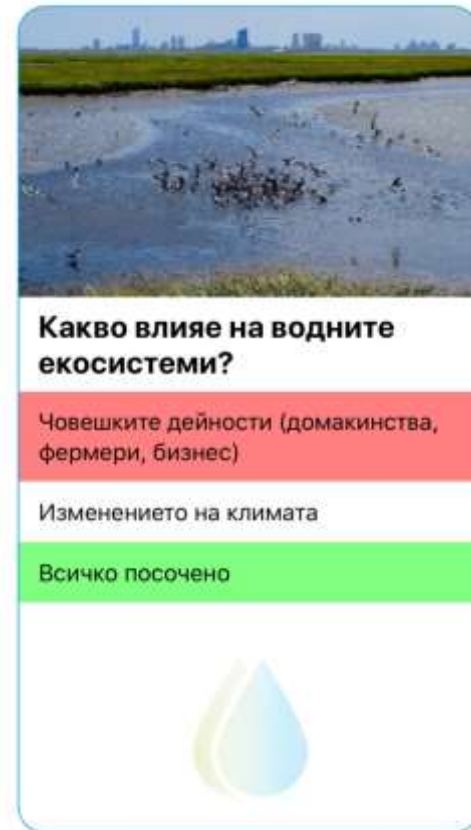 Какво влияе на водните
екосистеми?
Човешките дейности (домакинства,
фермери, бизнес)
Изменението на климата
Всичко посочено